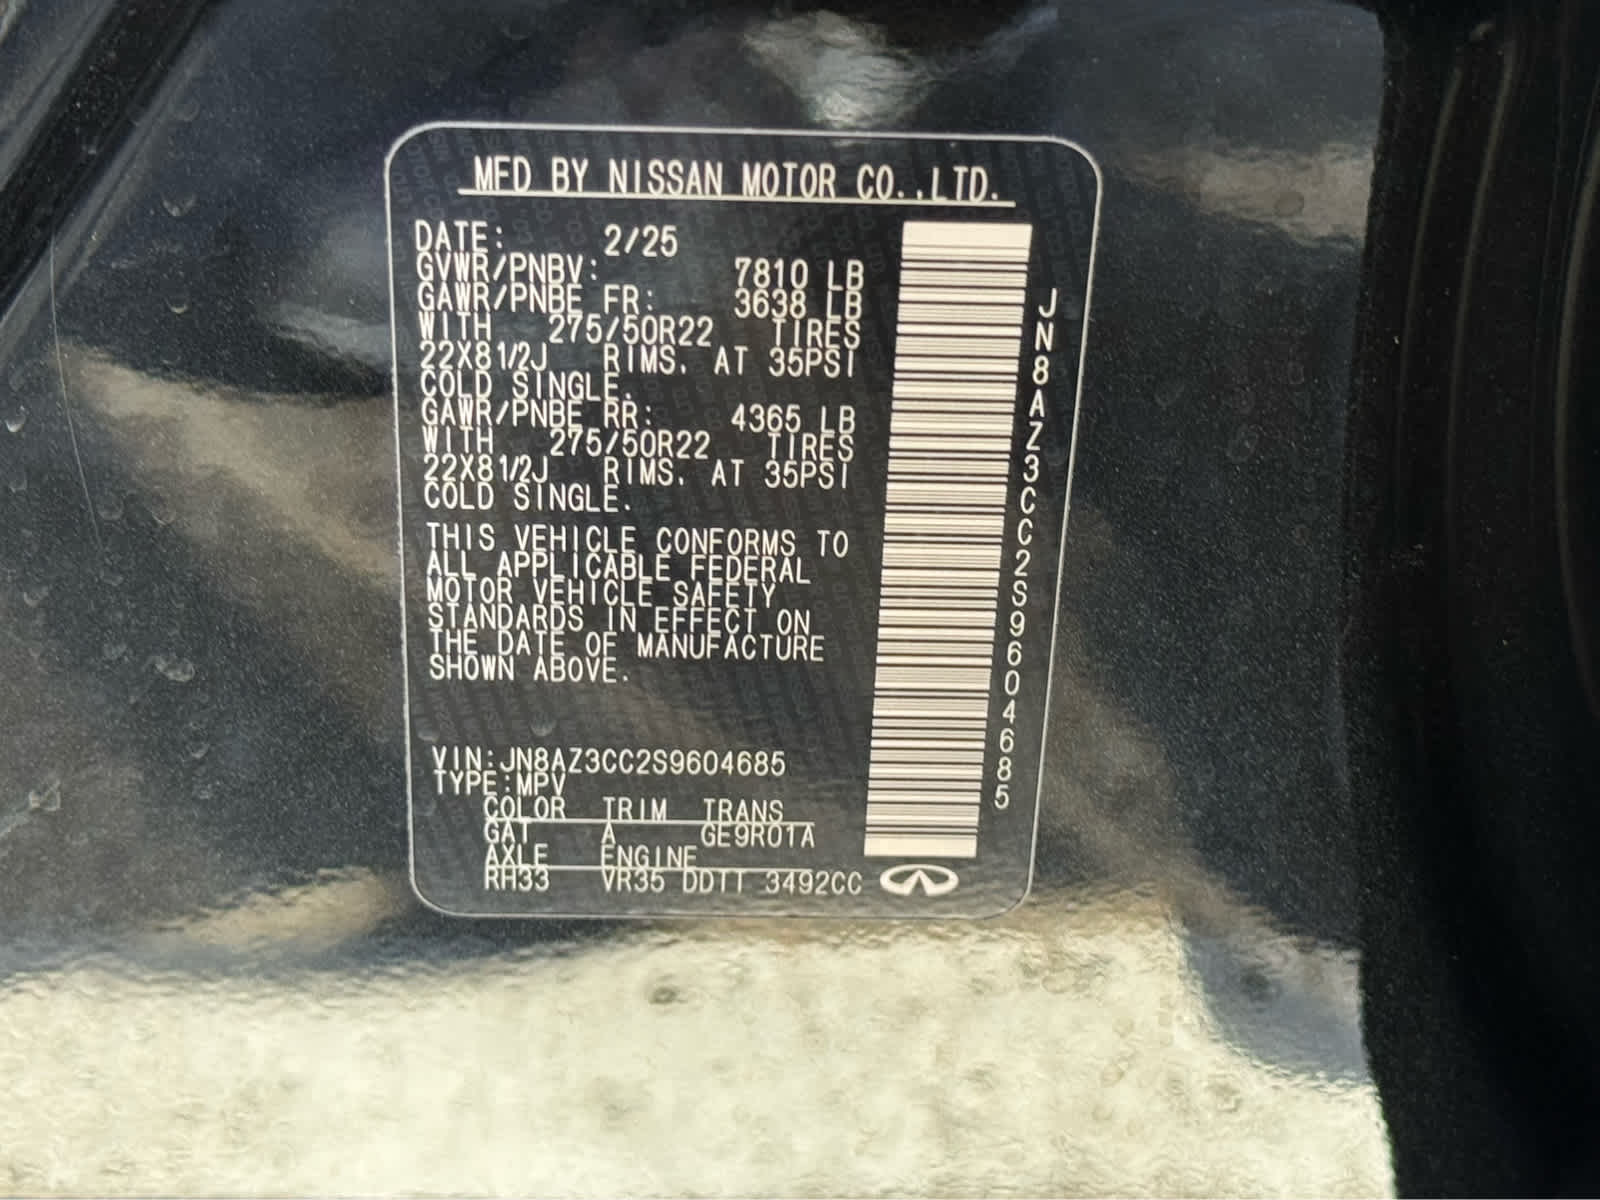 MFD BY NISSAN MOTOR CO.,LTD.
DATE: 2/25
GVWR/PNBV: 7810 LB
GAWR/PNBE FR: 3638 LB
WITH 275/50R22 TIRES
22X81/2J RIMS. AT 35PSI
COLD SINGLE.
GAWR/PNBE RR: 4365 LB
WITH 275/50R22 TIRES
22X81/2J RIMS. AT 35PSI
COLD SINGLE.
THIS VEHICLE CONFORMS TO
ALL APPLICABLE FEDERAL
MOTOR VEHICLE SAFETY
STANDARDS IN EFFECT ON
THE DATE OF MANUFACTURE
SHOWN ABOVE.
VIN:JN8AZ3CC2S9604685
TYPE:MPV
COLOR TRIM TRANS
GAT A GE9R01A
AXLE ENGINE
RH33 VR35 DDTT 3492CC
JN8AZ3CC2S9604685